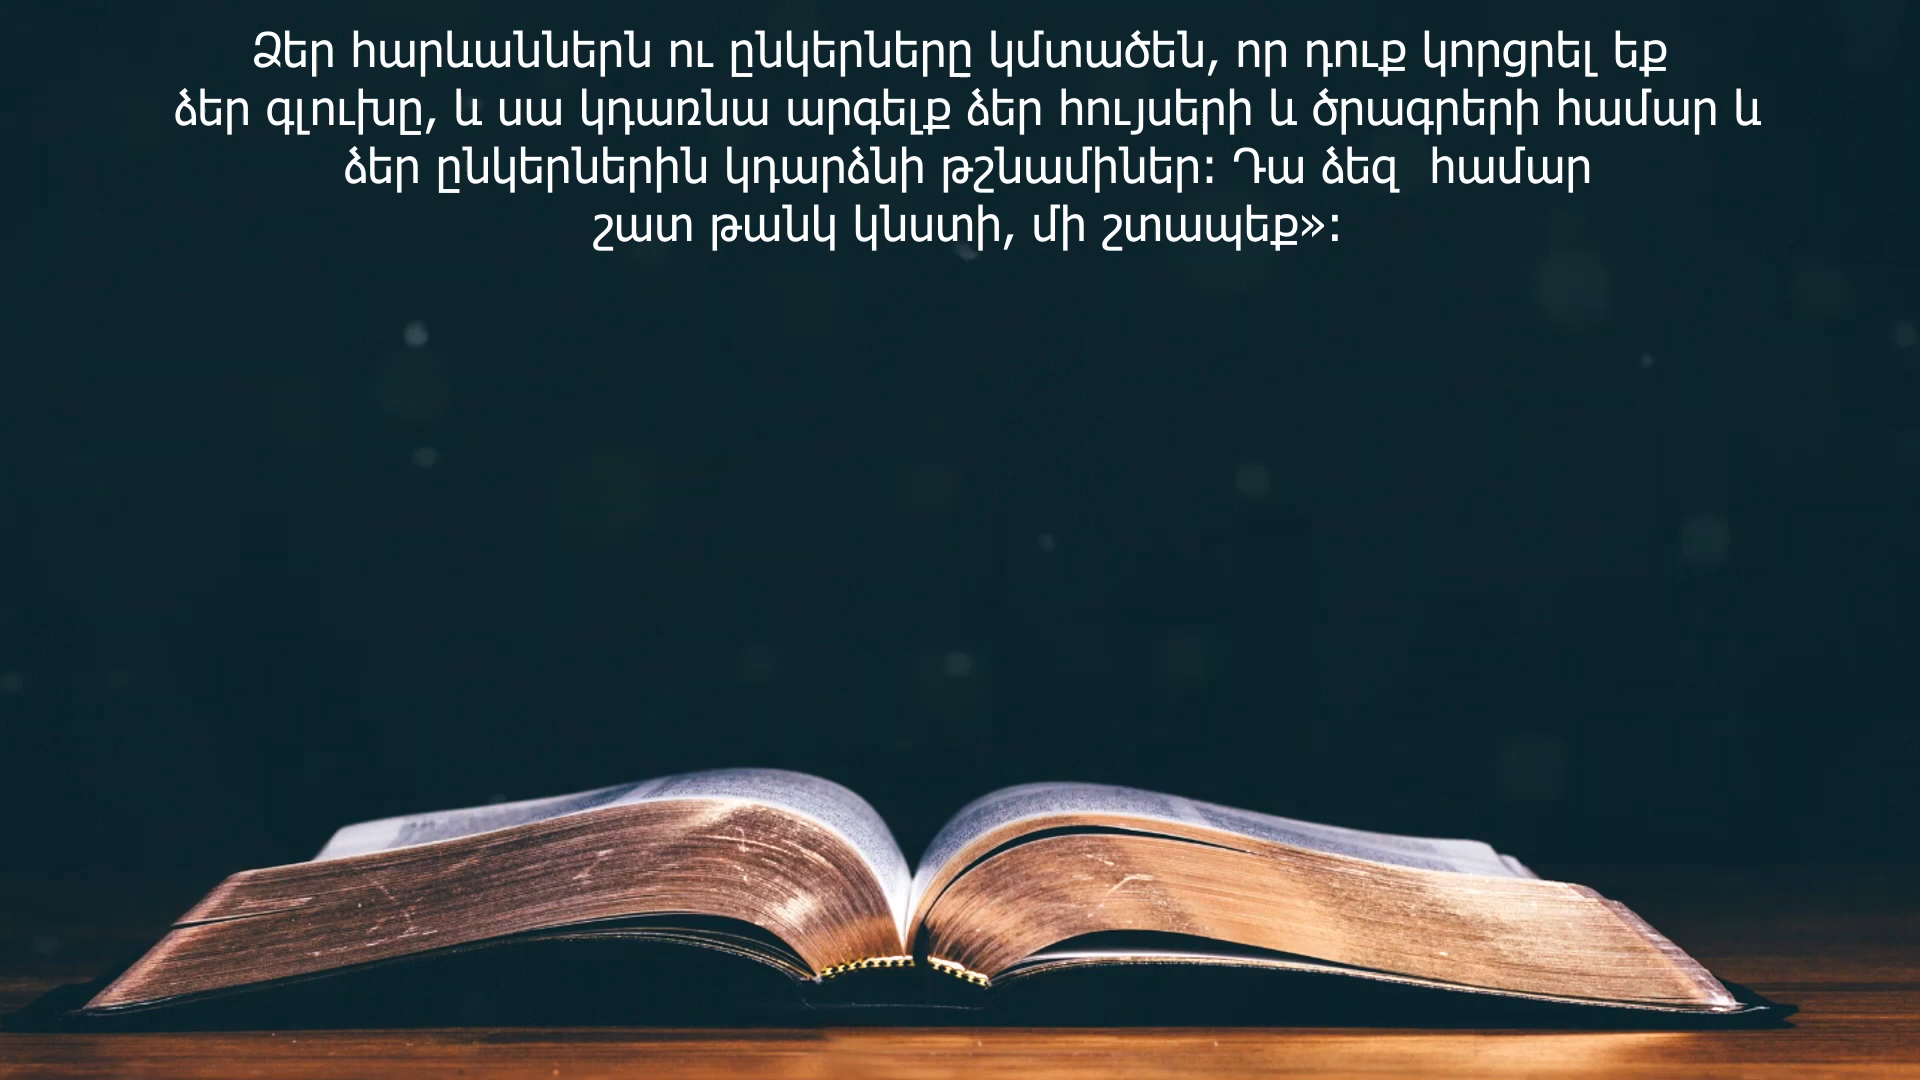 Ձեր հարևաններն ու ընկերները կմտածեն, որ դուք կորցրել եք
ձեր գլուխը, և սա կդառնա արգելք ձեր հույսերի և ծրագրերի համար և
ձեր ընկերներին կդարձնի թշնամիներ: Դա ձեզ  համար
շատ թանկ կնստի, մի շտապեք»: